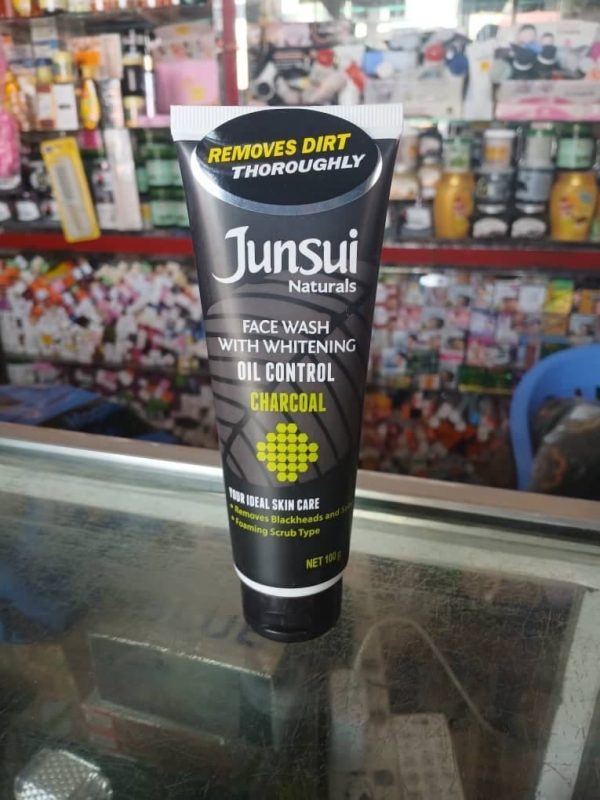 REMOVES DIRT
THOROUGHLY
Junsui
Naturals
FACE WASH
WITH WHITENING
OIL CONTROL
CHARCOAL
YOUR IDEAL SKIN CARE
• Removes Blackheads and
• Foaming Scrub Type
NET 100 g